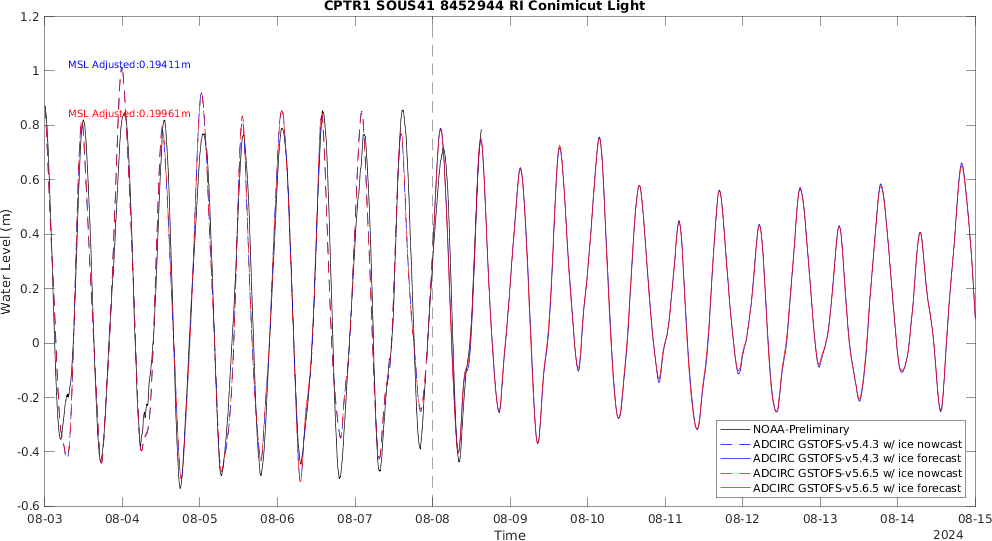 CPTR1 SOUS41 8452944 RI Conimicut Light
1.2
1
0.8
0.6
0.4
0.2
0
-0.2
-0.4
-0.6
Water Level (m)
MSL Adjusted:0.19411m
MSL Adjusted:0.19961m
NOAA-Preliminary
ADCIRC GSTOFS-v5.4.3 w/ ice nowcast
ADCIRC GSTOFS-v5.4.3 w/ ice forecast
ADCIRC GSTOFS-v5.6.5 w/ ice nowcast
ADCIRC GSTOFS-v5.6.5 w/ ice forecast
08-03 08-04 08-05 08-06 08-07 08-08 08-09 08-10 08-11 08-12 08-13 08-14 08-15
Time
2024